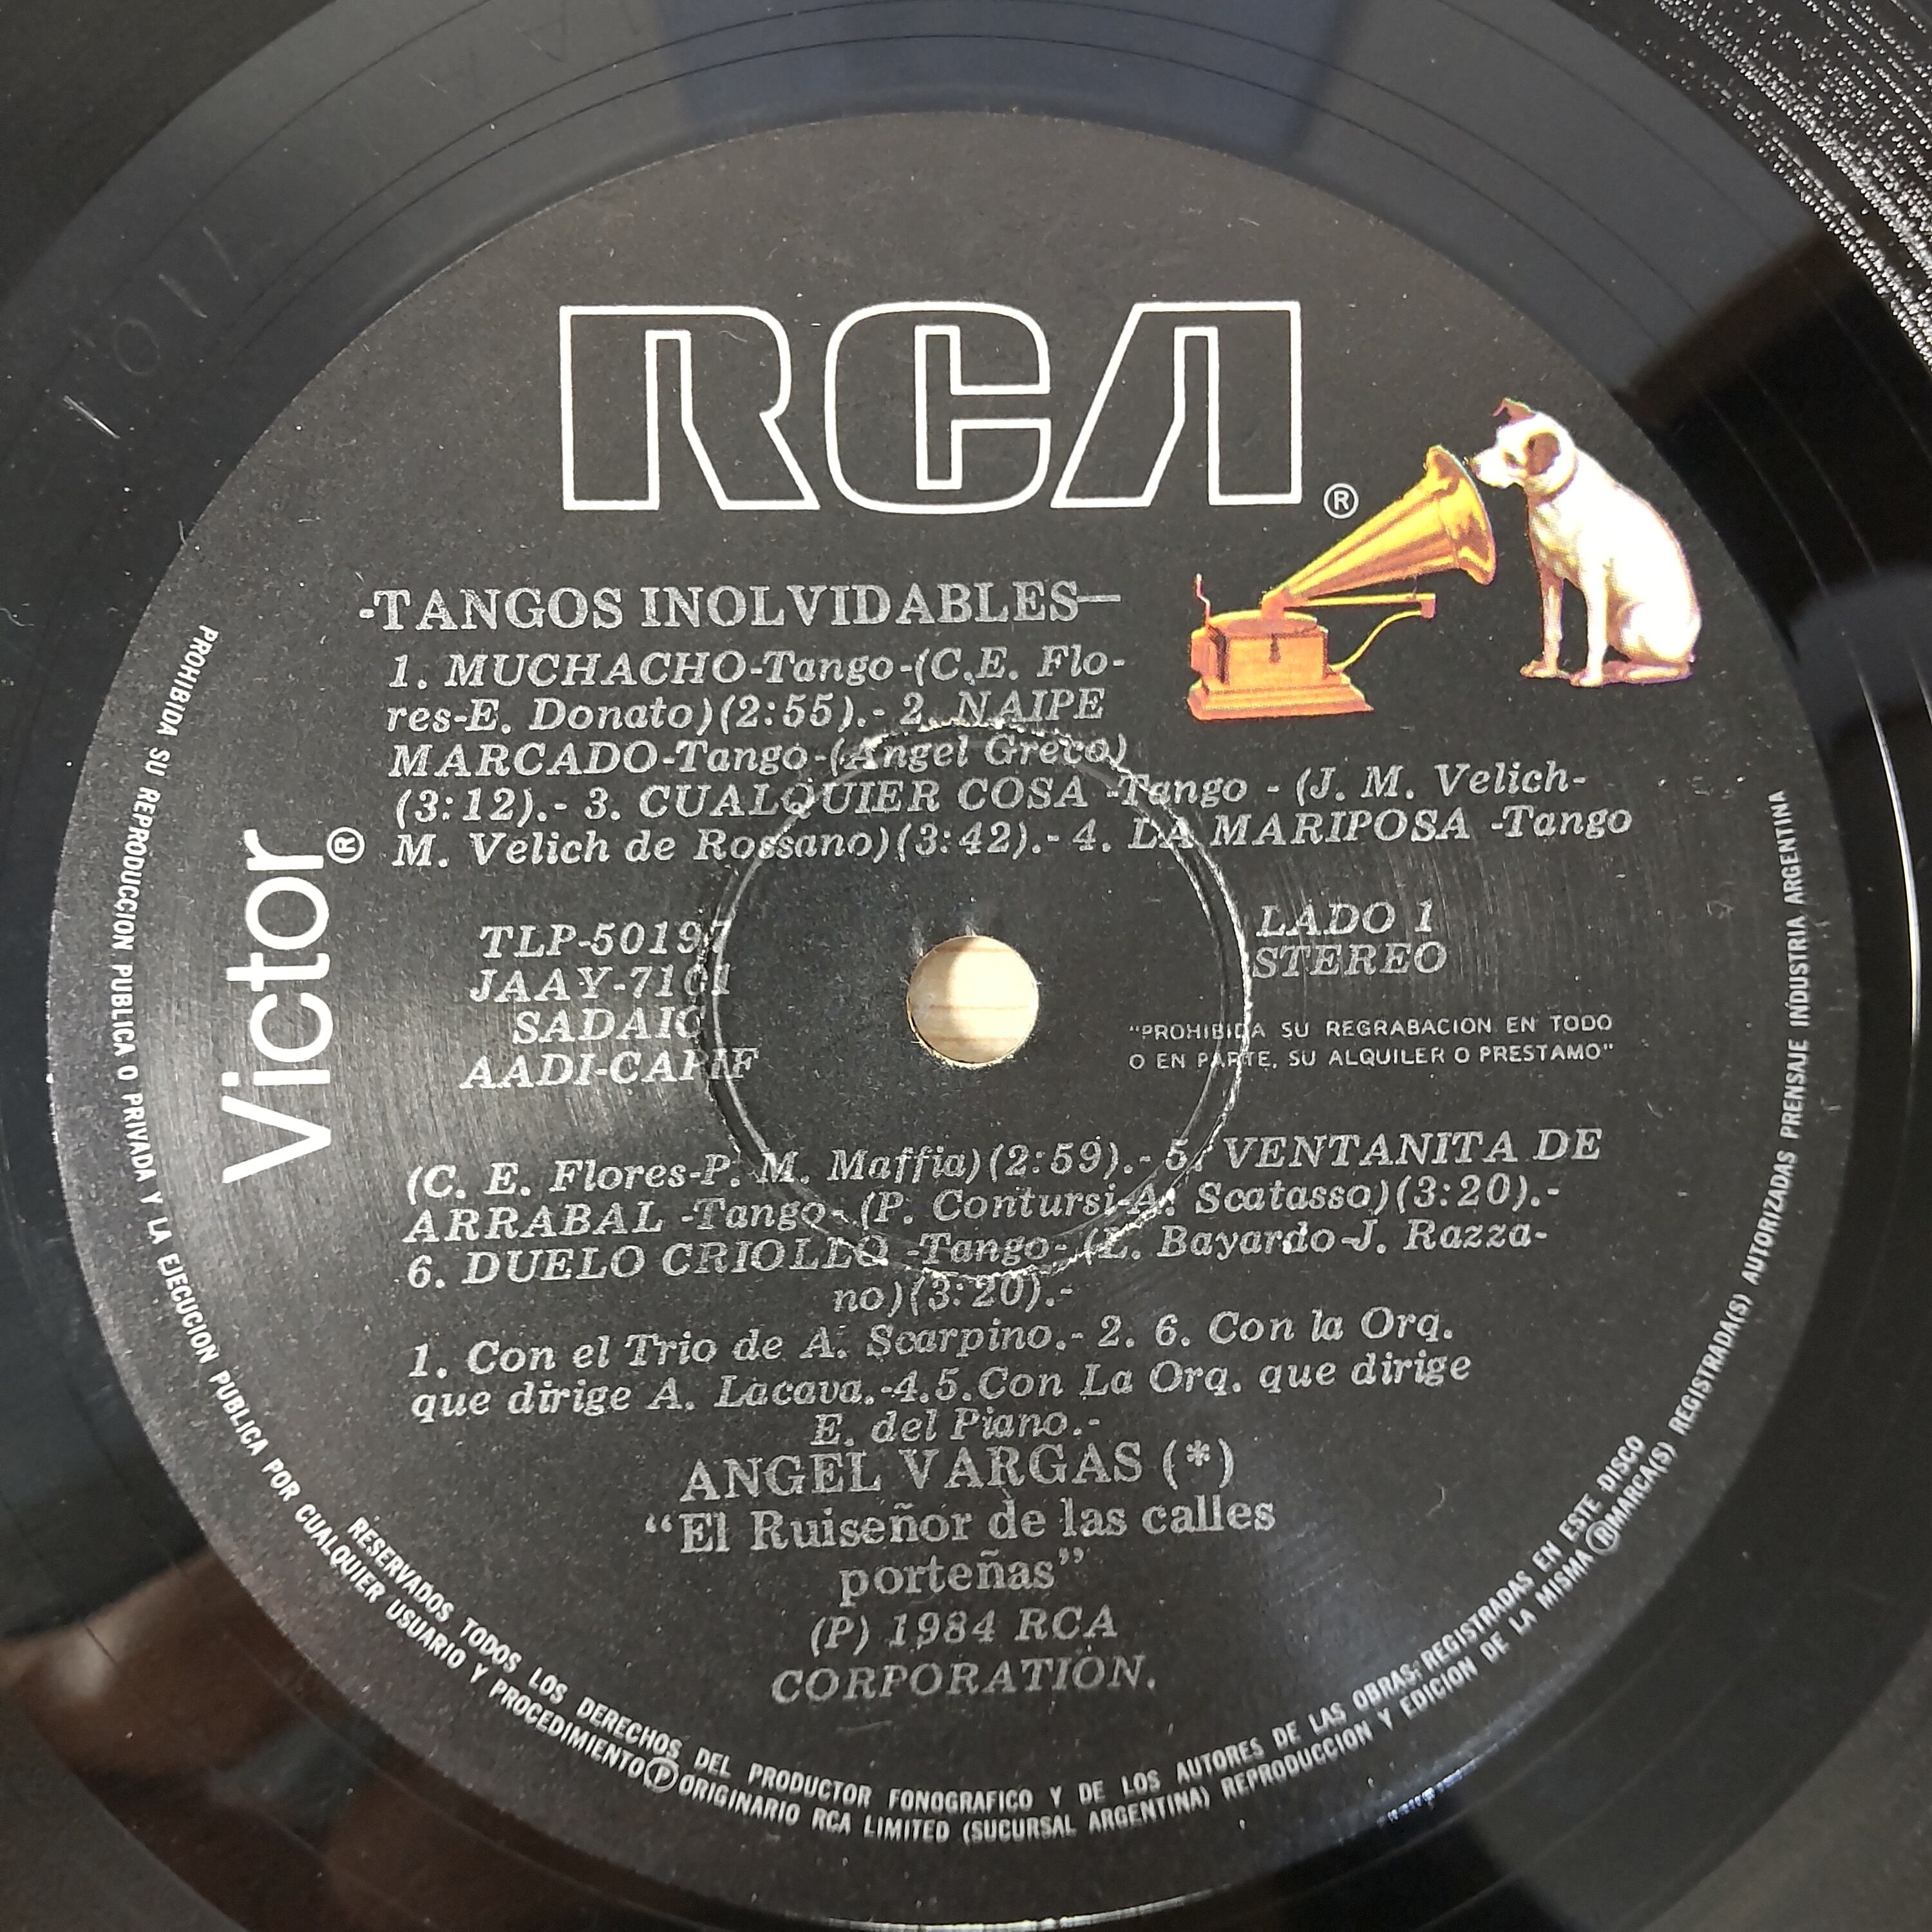 RCA®
-TANGOS INOLVIDABLES—
1. MUCHACHO-Tango-(C.E. Flo-
res-E. Donato)(2:55).- 2. NAIPE
MARCADO-Tango-(Angel Greco)
(3:12).- 3. CUALQUIER COSA -Tango - (J. M. Velich-
M. Velich de Rossano)(3:42).- 4. LA MARIPOSA -Tango
Victor®
TLP-50197
JAAY-7101
SADAIC
AADI-CAPIF
LADO 1
STEREO
"PROHIBIDA SU REGRABACION EN TODO
O EN PARTE, SU ALQUILER O PRESTAMO"
(C. E. Flores-P. M. Maffia)(2:59).- 5. VENTANITA DE
ARRABAL -Tango- (P. Contursi-A. Scatasso)(3:20).-
6. DUELO CRIOLLO -Tango- (L. Bayardo-J. Razza-
no)(3:20).-
1. Con el Trio de A. Scarpino.- 2. 6. Con la Orq.
que dirige A. Lacava.-4.5.Con La Orq. que dirige
E. del Piano.-
ANGEL VARGAS (*)
“El Ruiseñor de las calles
porteñas”
(P) 1984 RCA
CORPORATION.
PROHIBIDA SU REPRODUCCION PUBLICA O PRIVADA Y LA EJECUCION PUBLICA POR CUALQUIER USUARIO Y PROCEDIMIENTO Ⓟ ORIGINARIO RCA LIMITED (SUCURSAL ARGENTINA) REPRODUCCION Y EDICION DE LA MISMA ® MARCA(S) REGISTRADA(S) AUTORIZADAS PRENSAJE INDUSTRIA ARGENTINA
RESERVADOS TODOS LOS DERECHOS DEL PRODUCTOR FONOGRAFICO Y DE LOS AUTORES DE LAS OBRAS: REGISTRADAS EN ESTE DISCO